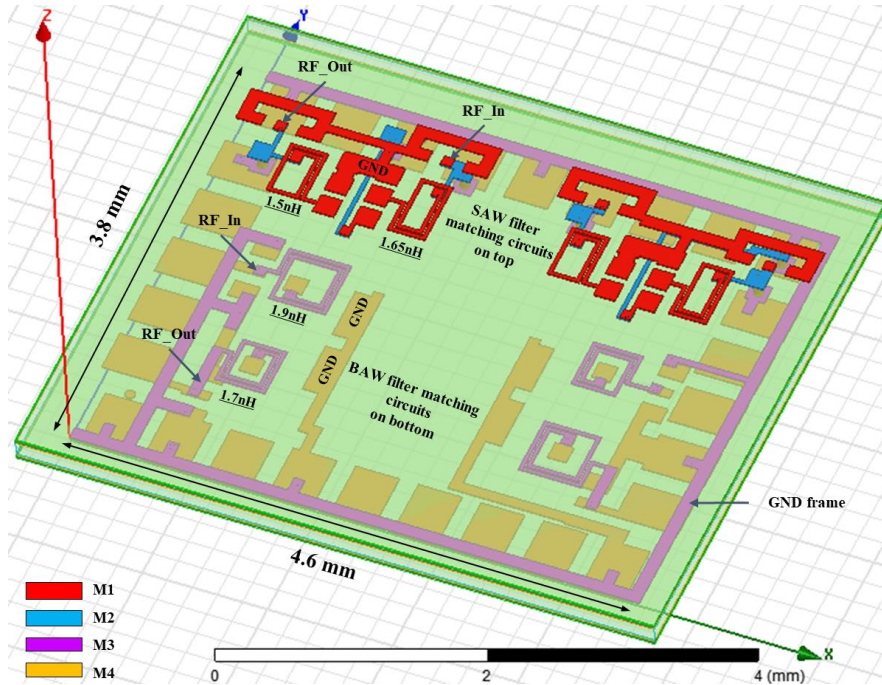 Z
Y
RF_Out
RF_In
GND
1.5nH
1.65nH
SAW filter
matching circuits
on top
3.8 mm
RF_In
1.9nH
GND
RF_Out
GND
1.7nH
BAW filter matching
circuits
on bottom
GND frame
4.6 mm
X
M1
M2
M3
M4
0
2
4 (mm)